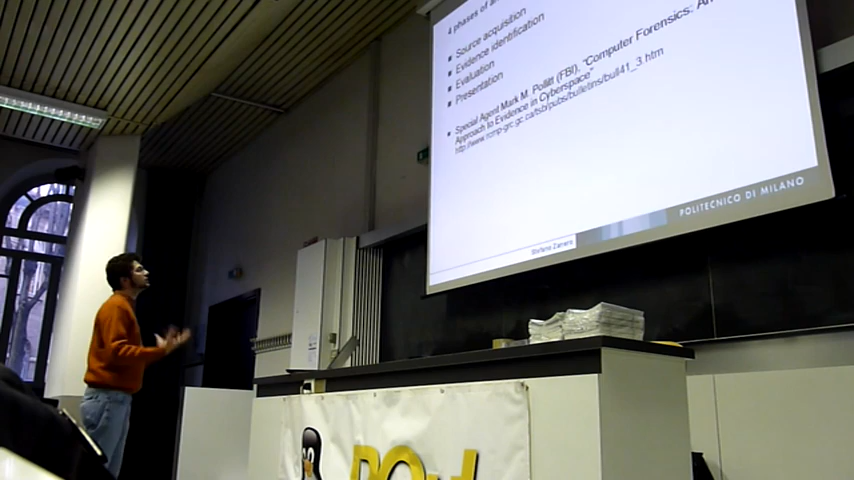 4 phases of
Source acquisition
Evidence identification
Evaluation
Presentation
Special Agent Mark M. Pollitt (FBI), "Computer Forensics: An
Approach to Evidence in Cyberspace"
http://www.rcmp-grc.gc.ca/tsb/pubs/bulletins/bull41_3.htm
Stefano Zanero
POLITECNICO DI MILANO